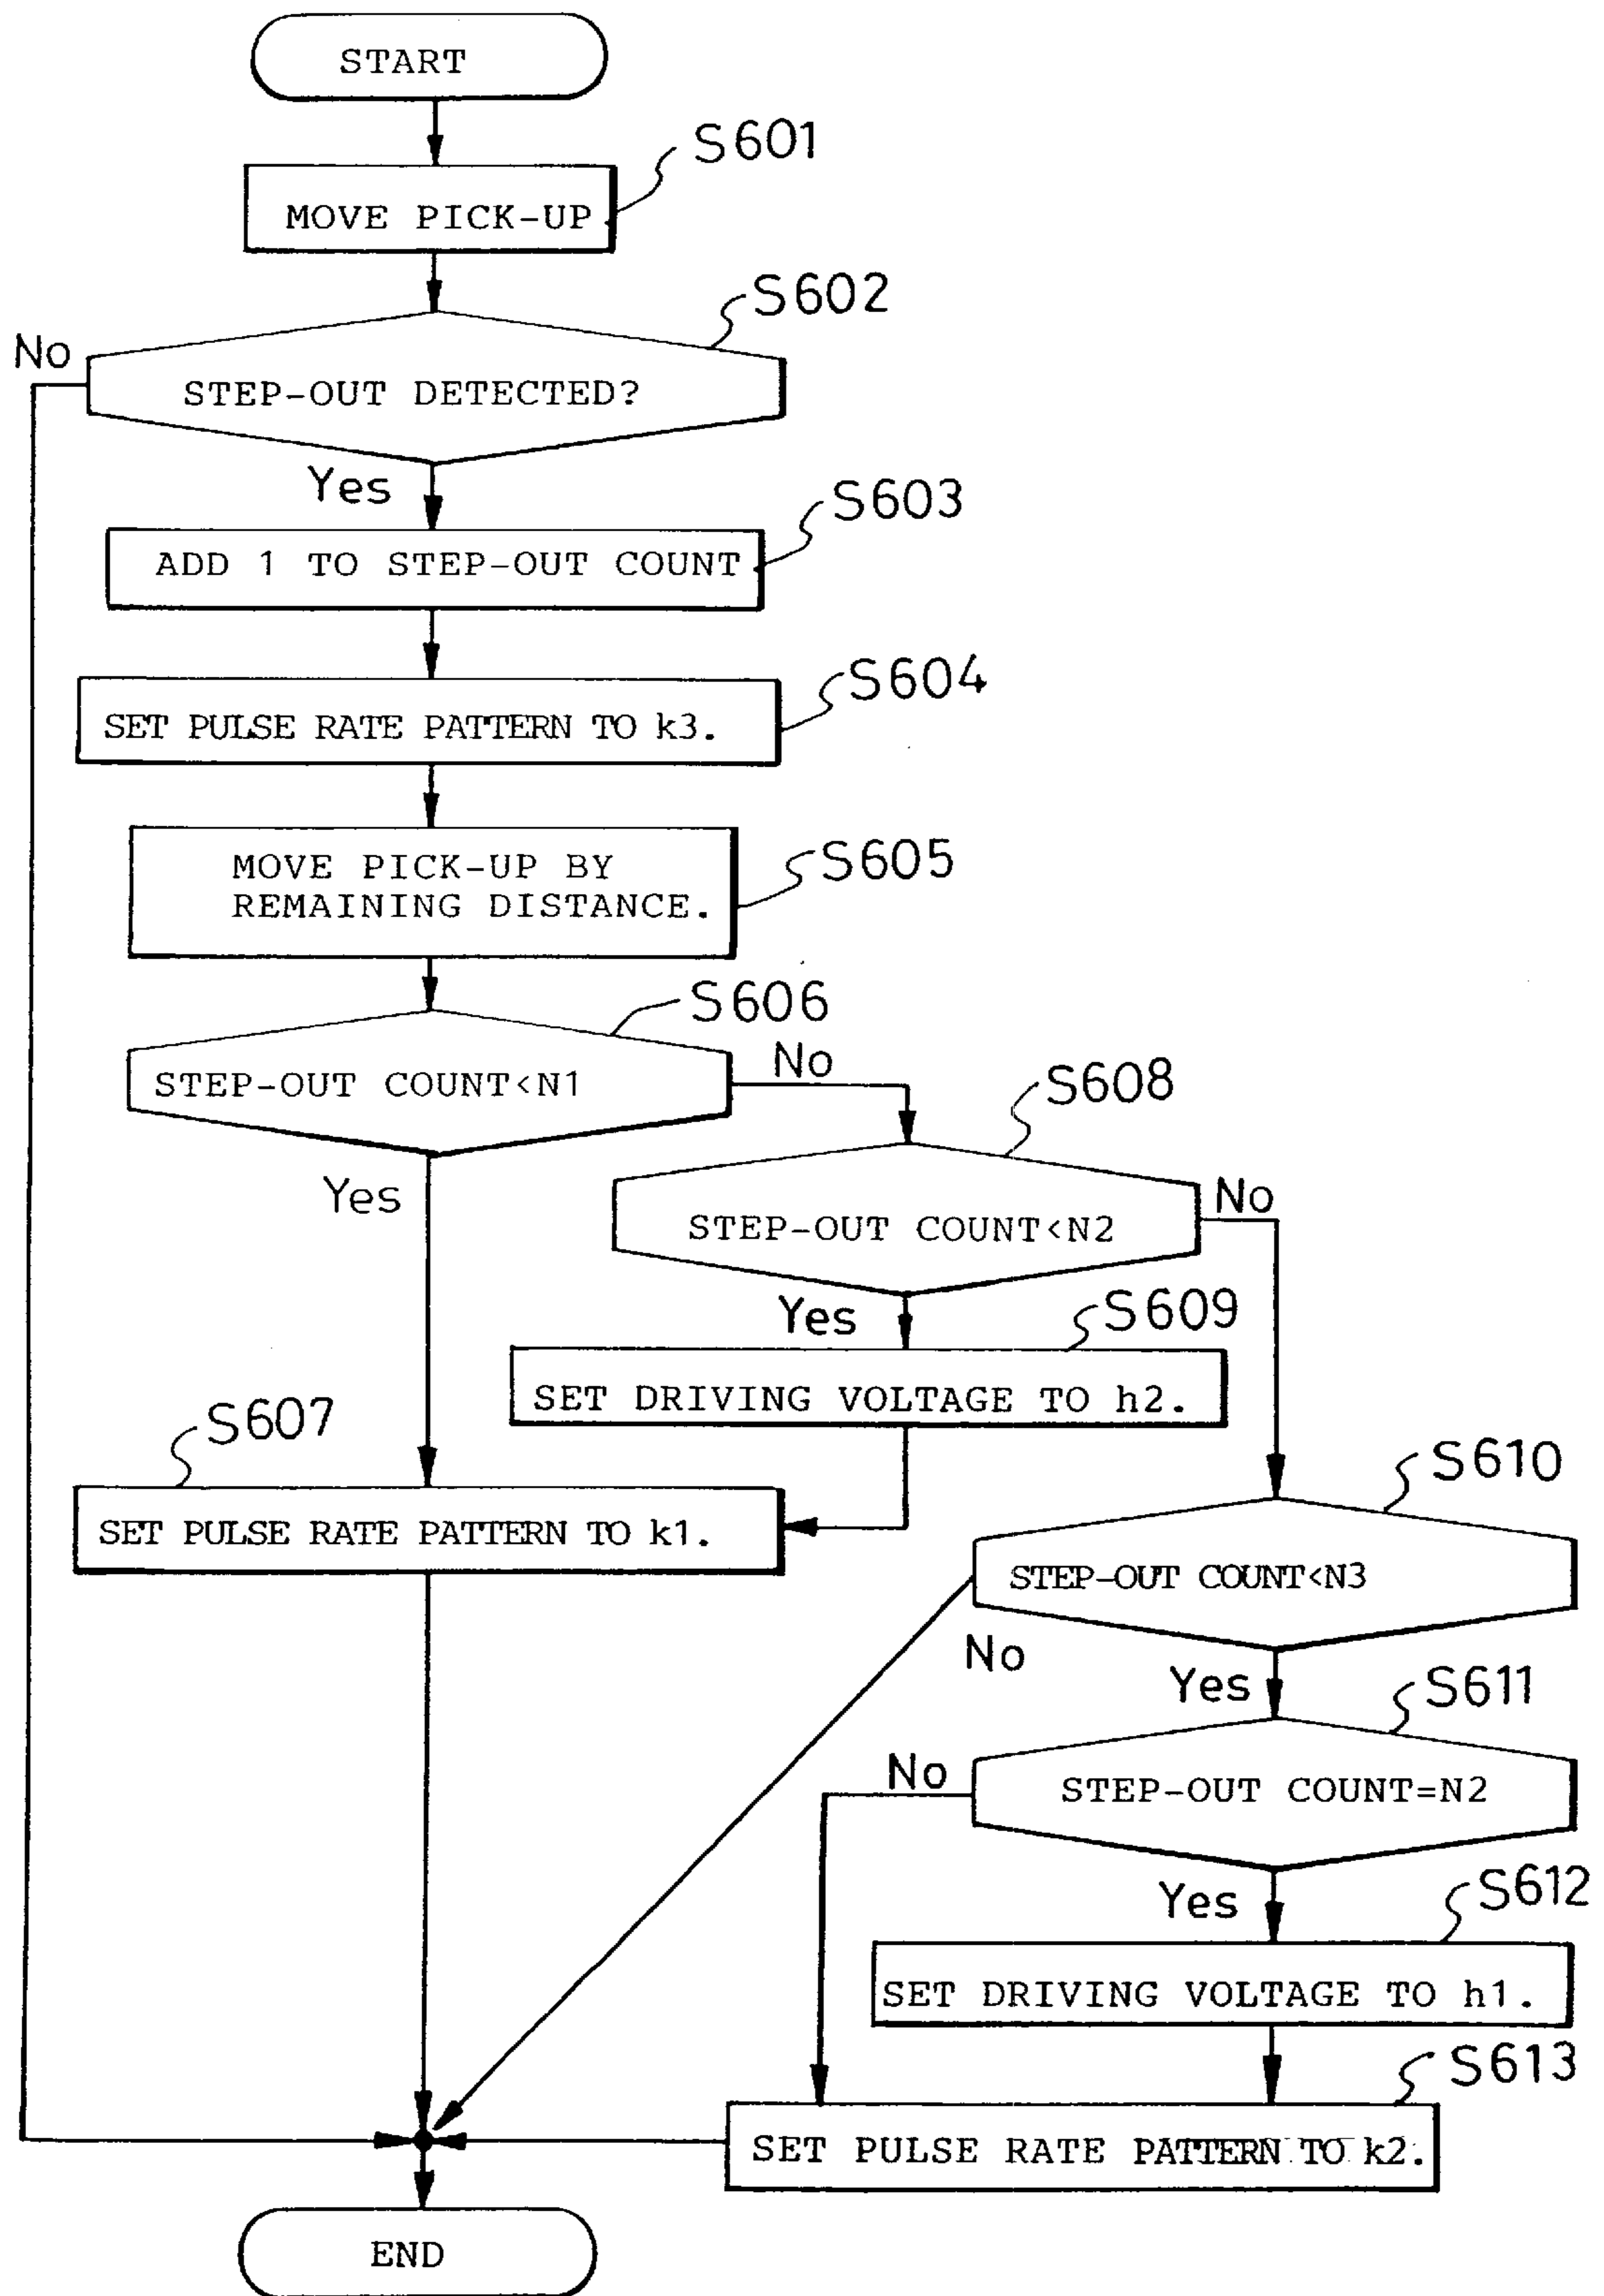 START
S601
MOVE PICK-UP
S602
No
STEP-OUT DETECTED?
Yes
S603
ADD 1 TO STEP-OUT COUNT
S604
SET PULSE RATE PATTERN TO k3.
S605
MOVE PICK-UP BY
REMAINING DISTANCE.
S606
STEP-OUT COUNT<N1
No
S608
Yes
STEP-OUT COUNT<N2
No
Yes
S609
SET DRIVING VOLTAGE TO h2.
S607
SET PULSE RATE PATTERN TO k1.
S610
STEP-OUT COUNT<N3
No
Yes
S611
No
STEP-OUT COUNT=N2
Yes
S612
SET DRIVING VOLTAGE TO h1.
S613
SET PULSE RATE PATTERN TO k2.
END